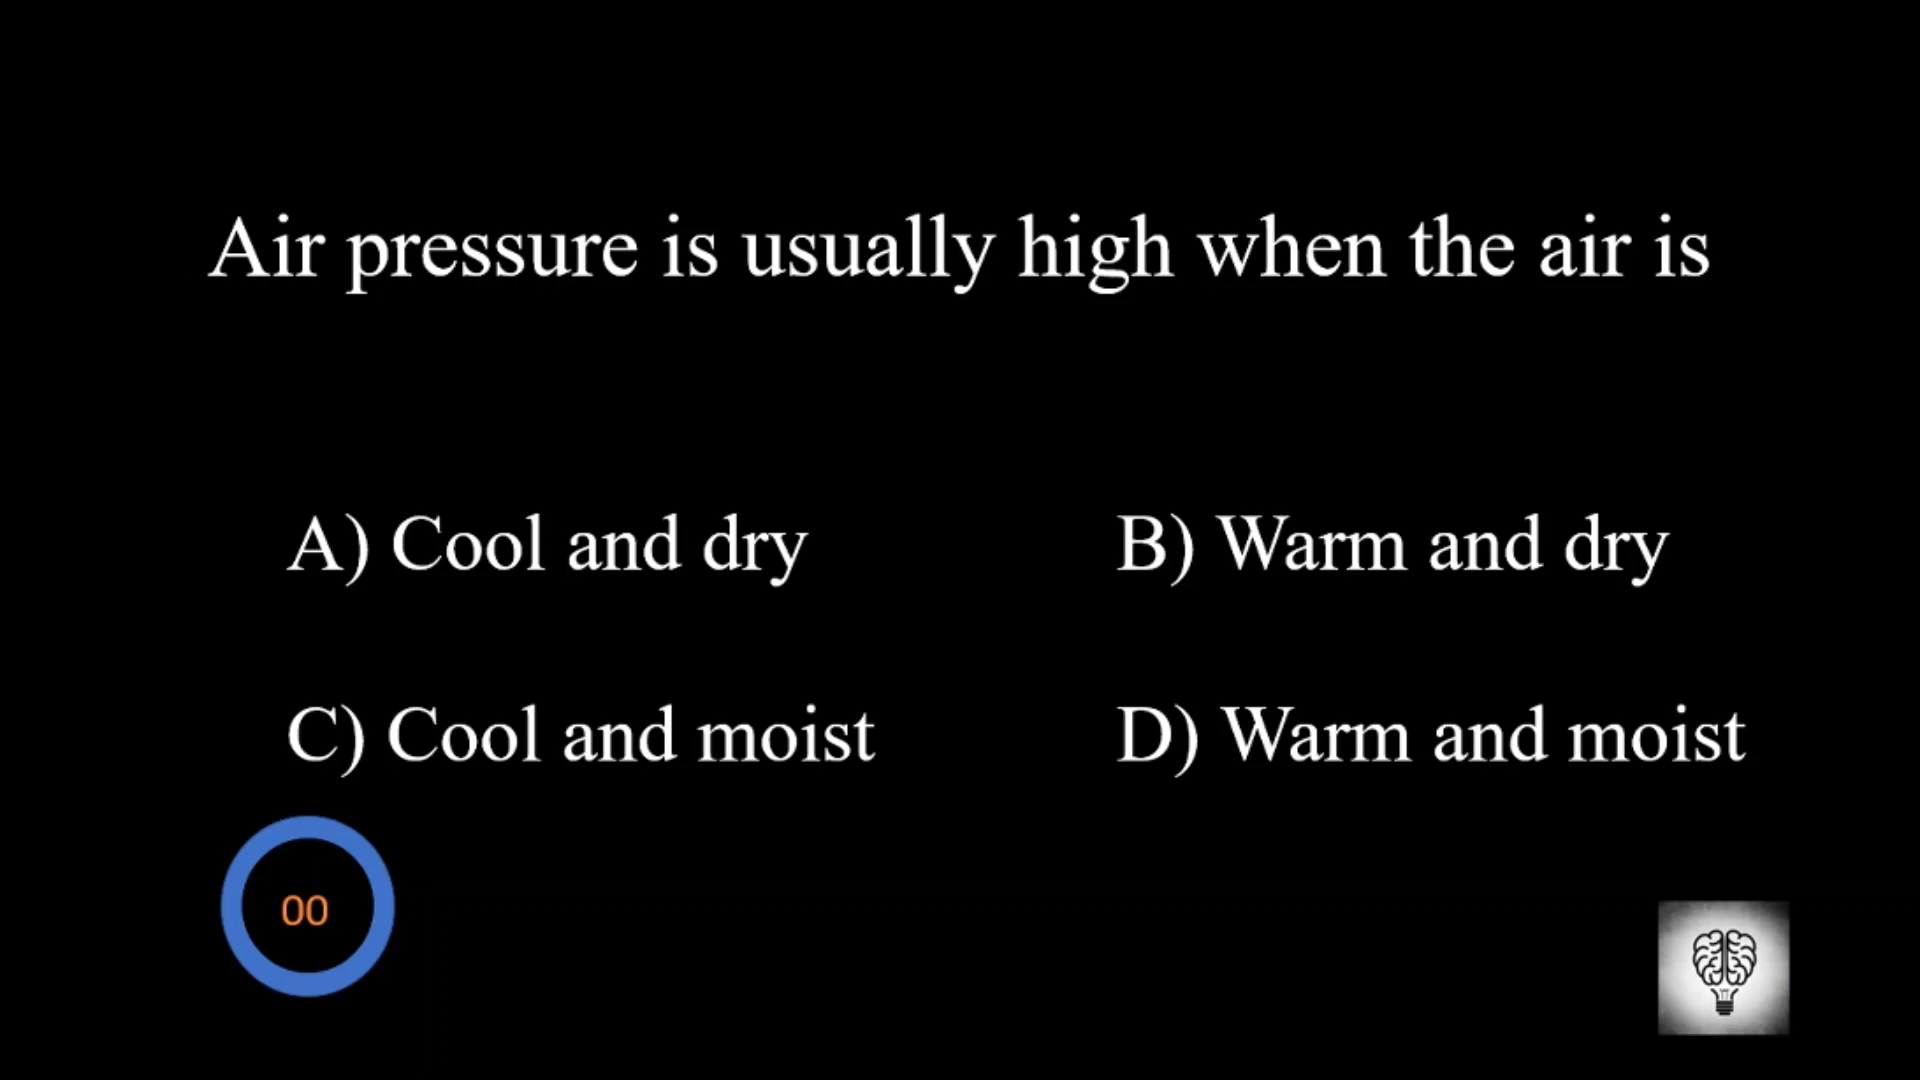 Air pressure is usually high when the air is
A) Cool and dry
B) Warm and dry
C) Cool and moist
D) Warm and moist
00